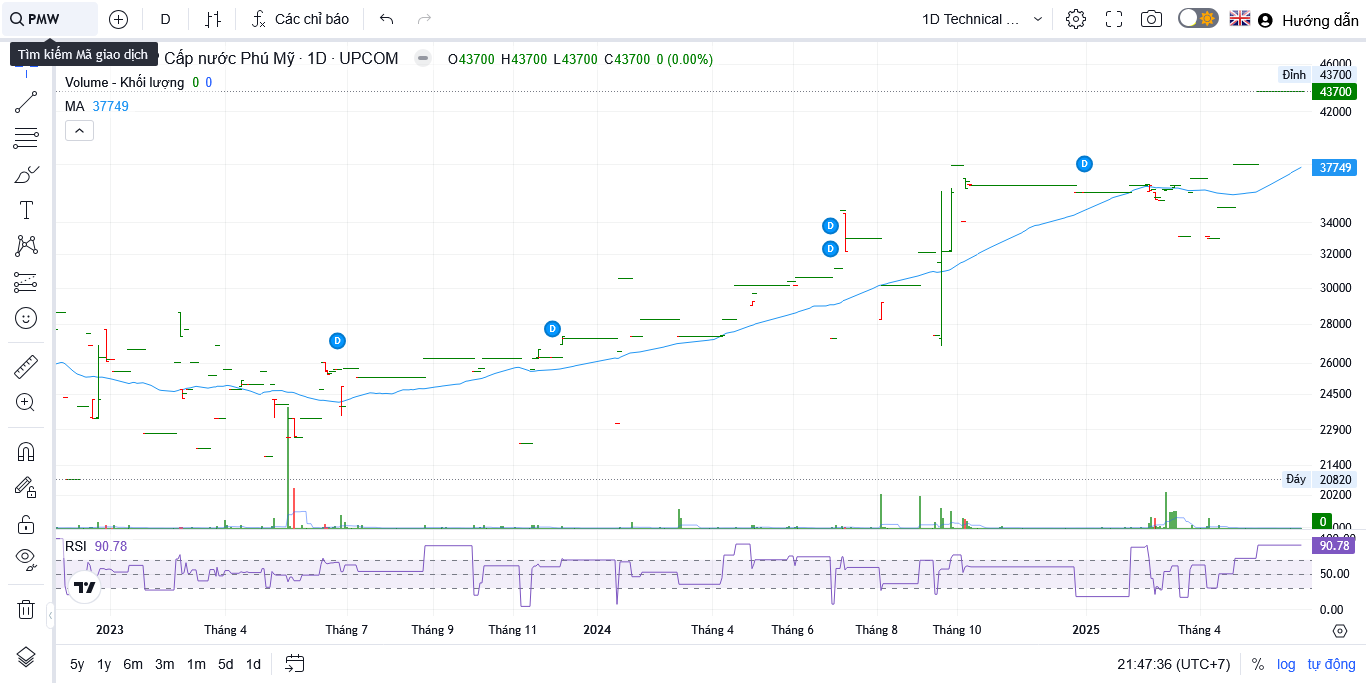 PMW
D
Các chỉ báo
1D Technical ...
Hướng dẫn
Tìm kiếm Mã giao dịch
Cấp nước Phú Mỹ · 1D · UPCOM
O43700 H43700 L43700 C43700 0 (0.00%)
Volume - Khối lượng 0 0
MA 37749
46000
Đỉnh 43700
43700
42000
37749
34000
32000
30000
28000
26000
24500
22900
21400
Đáy 20820
20200
0
D
D
D
D
D
RSI 90.78
90.78
50.00
0.00
2023 Tháng 4 Tháng 7 Tháng 9 Tháng 11 2024 Tháng 4 Tháng 6 Tháng 8 Tháng 10 2025 Tháng 4
5y 1y 6m 3m 1m 5d 1d
21:47:36 (UTC+7) % log tự động